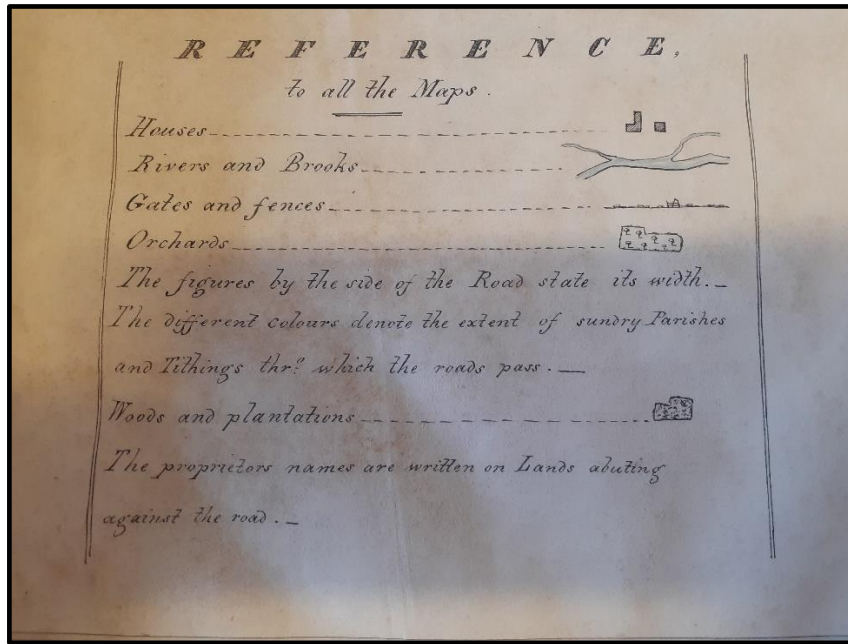 REFERENCE,
to all the Maps.
Houses
Rivers and Brooks
Gates and fences
Orchards
The figures by the side of the Road state its width.
The different colours denote the extent of sundry Parishes
and Tithings thro. which the roads pass.
Woods and plantations
The proprietors names are written on Lands abuting
against the road.